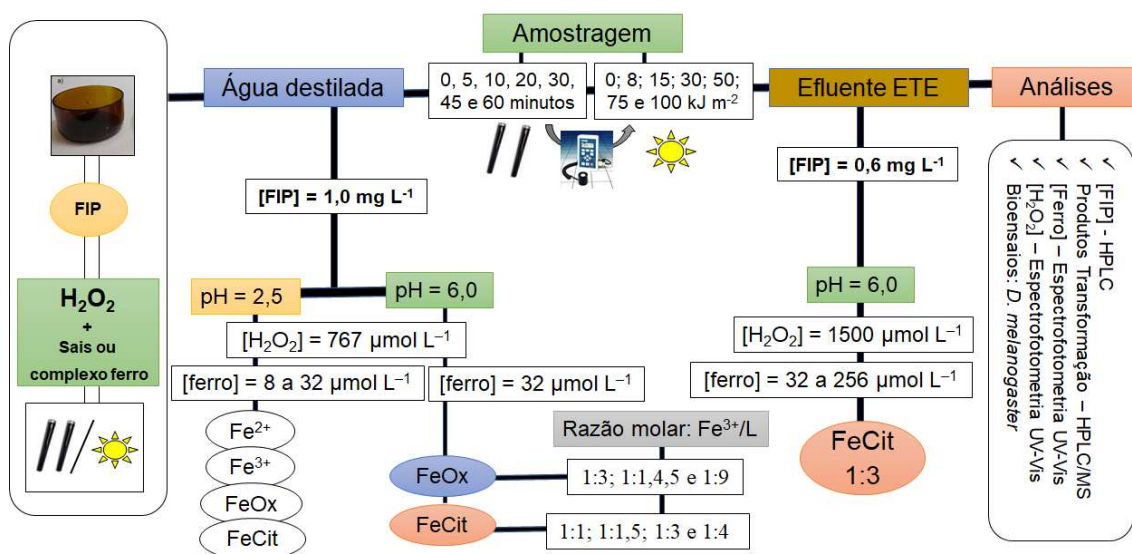 Amostragem
a)
FIP
H₂O₂
+
Sais ou
complexo ferro
Água destilada
0, 5, 10, 20, 30,
45 e 60 minutos
0; 8; 15; 30; 50;
75 e 100 kJ m⁻²
Efluente ETE
Análises
[FIP] = 1,0 mg L⁻¹
[FIP] = 0,6 mg L⁻¹
pH = 2,5
pH = 6,0
[H₂O₂] = 767 µmol L⁻¹
[ferro] = 8 a 32 µmol L⁻¹
[ferro] = 32 µmol L⁻¹
Fe²⁺
Fe³⁺
FeOx
FeCit
Razão molar: Fe³⁺/L
FeOx
1:3; 1:1,4,5 e 1:9
FeCit
1:1; 1:1,5; 1:3 e 1:4
pH = 6,0
[H₂O₂] = 1500 µmol L⁻¹
[ferro] = 32 a 256 µmol L⁻¹
FeCit
1:3
✓ [FIP] - HPLC
✓ Produtos Transformação – HPLC/MS
✓ [Ferro] – Espectrofotometria UV-Vis
✓ [H₂O₂] – Espectrofotometria UV-Vis
✓ Bioensaios: D. melanogaster